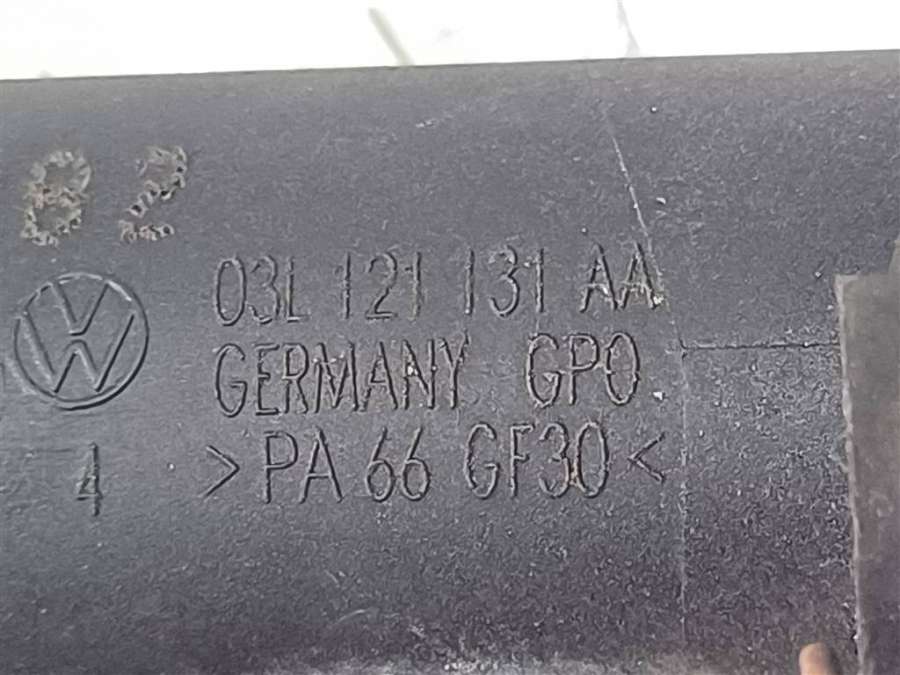 82
03L 121 131 AA
GERMANY GPO
4 >PA 66 GF30<